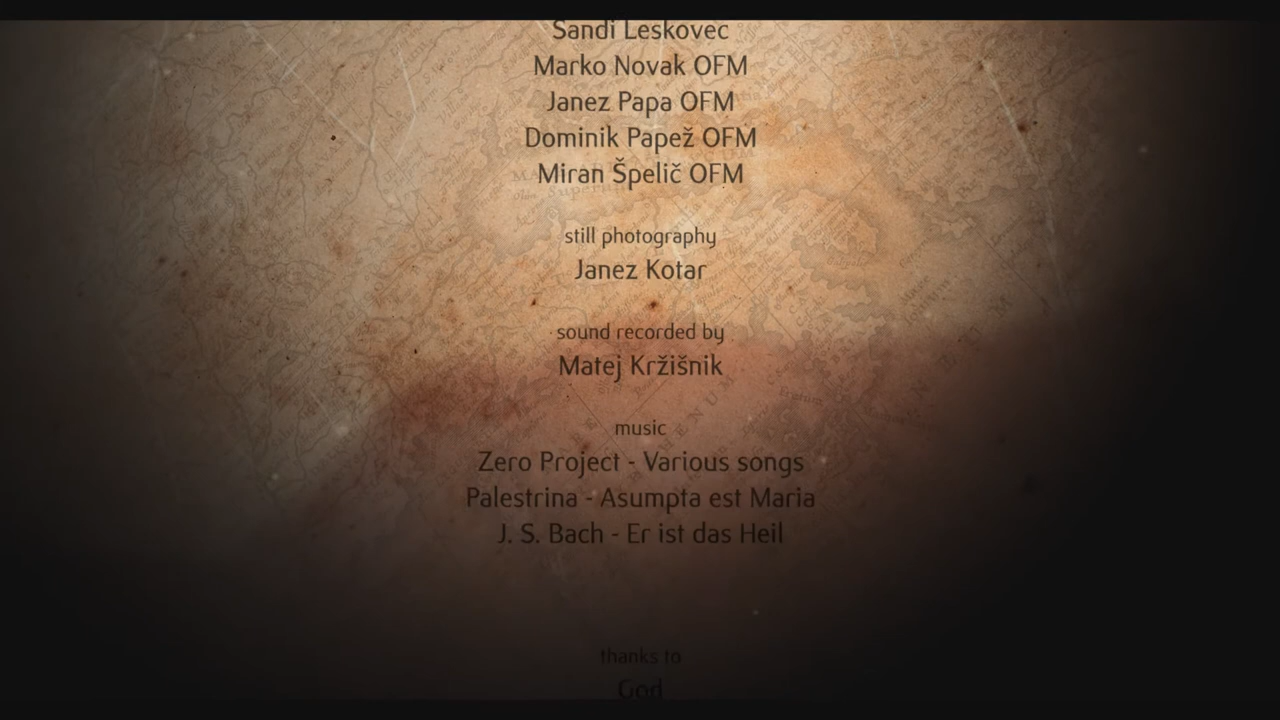 Sandi Leskovec
Marko Novak OFM
Janez Papa OFM
Dominik Papež OFM
Miran Špelič OFM
still photography
Janez Kotar
sound recorded by
Matej Kržišnik
music
Zero Project - Various songs
Palestrina - Asumpta est Maria
J. S. Bach - Er ist das Heil
thanks to
God